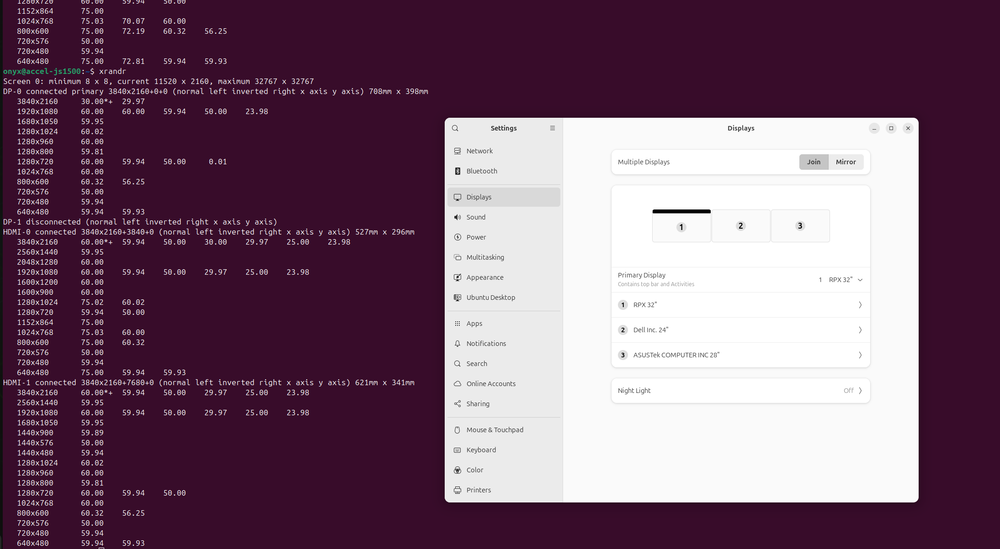 1280x720      60.00    59.94    50.00
1152x864      75.00
1024x768      75.03    70.07    60.00
800x600       75.00    72.19    60.32    56.25
720x576       50.00
720x480       59.94
640x480       75.00    72.81    59.94    59.93
onyx@accel-js1500:~$ xrandr
Screen 0: minimum 8 x 8, current 11520 x 2160, maximum 32767 x 32767
DP-0 connected primary 3840x2160+0+0 (normal left inverted right x axis y axis) 708mm x 398mm
3840x2160     30.00*+  29.97
1920x1080     60.00    60.00    59.94    50.00    23.98
1680x1050     59.95
1280x1024     60.02
1280x960      60.00
1280x800      59.81
1280x720      60.00    59.94    50.00     0.01
1024x768      60.00
800x600       60.32    56.25
720x576       50.00
720x480       59.94
640x480       59.94    59.93
DP-1 disconnected (normal left inverted right x axis y axis)
HDMI-0 connected 3840x2160+3840+0 (normal left inverted right x axis y axis) 527mm x 296mm
3840x2160     60.00*+  59.94    50.00    30.00    29.97    25.00    23.98
2560x1440     59.95
2048x1280     60.00
1920x1080     60.00    59.94    50.00    29.97    25.00    23.98
1600x1200     60.00
1600x900      60.00
1280x1024     75.02    60.02
1280x720      59.94    50.00
1152x864      75.00
1024x768      75.03    60.00
800x600       75.00    60.32
720x576       50.00
720x480       59.94
640x480       75.00    59.94    59.93
HDMI-1 connected 3840x2160+7680+0 (normal left inverted right x axis y axis) 621mm x 341mm
3840x2160     60.00*+  59.94    50.00    29.97    25.00    23.98
2560x1440     59.95
1920x1080     60.00    59.94    50.00    29.97    25.00    23.98
1680x1050     59.95
1440x900      59.89
1440x576      50.00
1440x480      59.94
1280x1024     60.02
1280x960      60.00
1280x800      59.81
1280x720      60.00    59.94    50.00
1024x768      60.00
800x600       60.32    56.25
720x576       50.00
720x480       59.94
640x480       59.94    59.93
Settings
Network
Bluetooth
Displays
Sound
Power
Multitasking
Appearance
Ubuntu Desktop
Apps
Notifications
Search
Online Accounts
Sharing
Mouse & Touchpad
Keyboard
Color
Printers
Displays
Multiple Displays
Join Mirror
1 2 3
Primary Display
Contains top bar and Activities
1 RPX 32"
1 RPX 32"
2 Dell Inc. 24"
3 ASUSTek COMPUTER INC 28"
Night Light Off